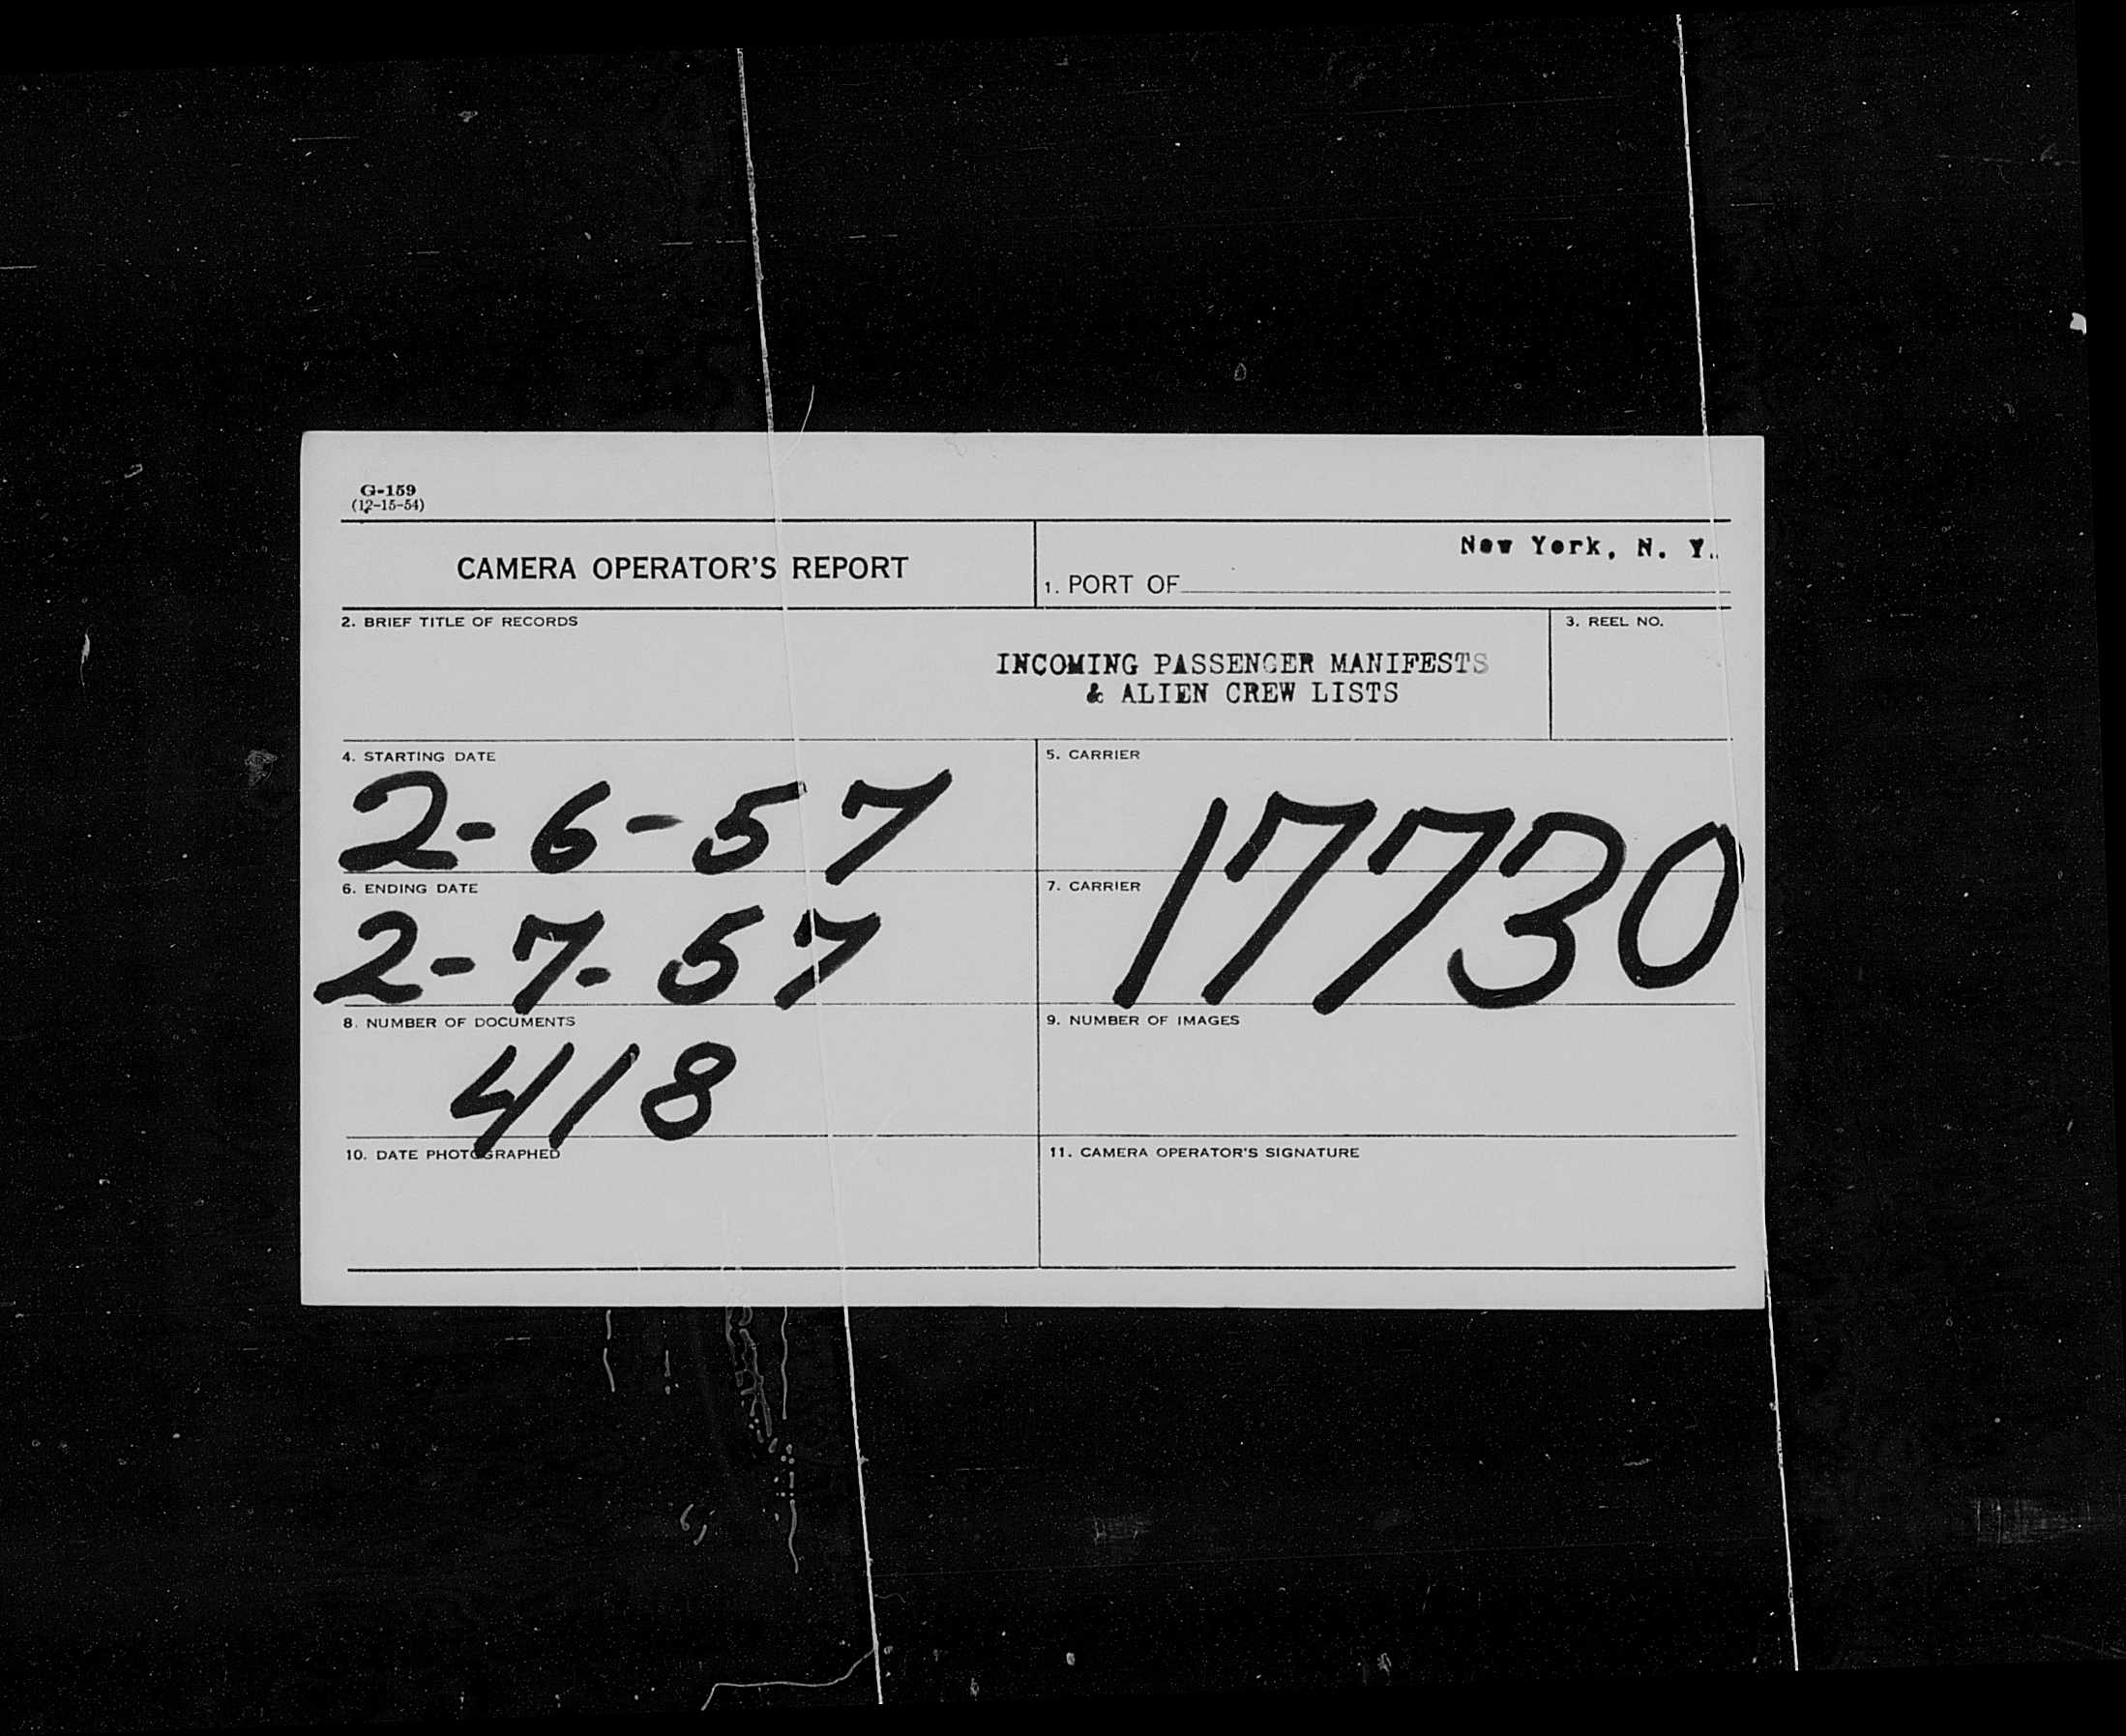 G-159
(12-15-54)
CAMERA OPERATOR'S REPORT
1. PORT OF New York, N. Y.
2. BRIEF TITLE OF RECORDS
INCOMING PASSENGER MANIFESTS
& ALIEN CREW LISTS
3. REEL NO.
4. STARTING DATE
2-6-57
5. CARRIER
17730
6. ENDING DATE
2-7-57
7. CARRIER
8. NUMBER OF DOCUMENTS
418
9. NUMBER OF IMAGES
10. DATE PHOTOGRAPHED
11. CAMERA OPERATOR'S SIGNATURE